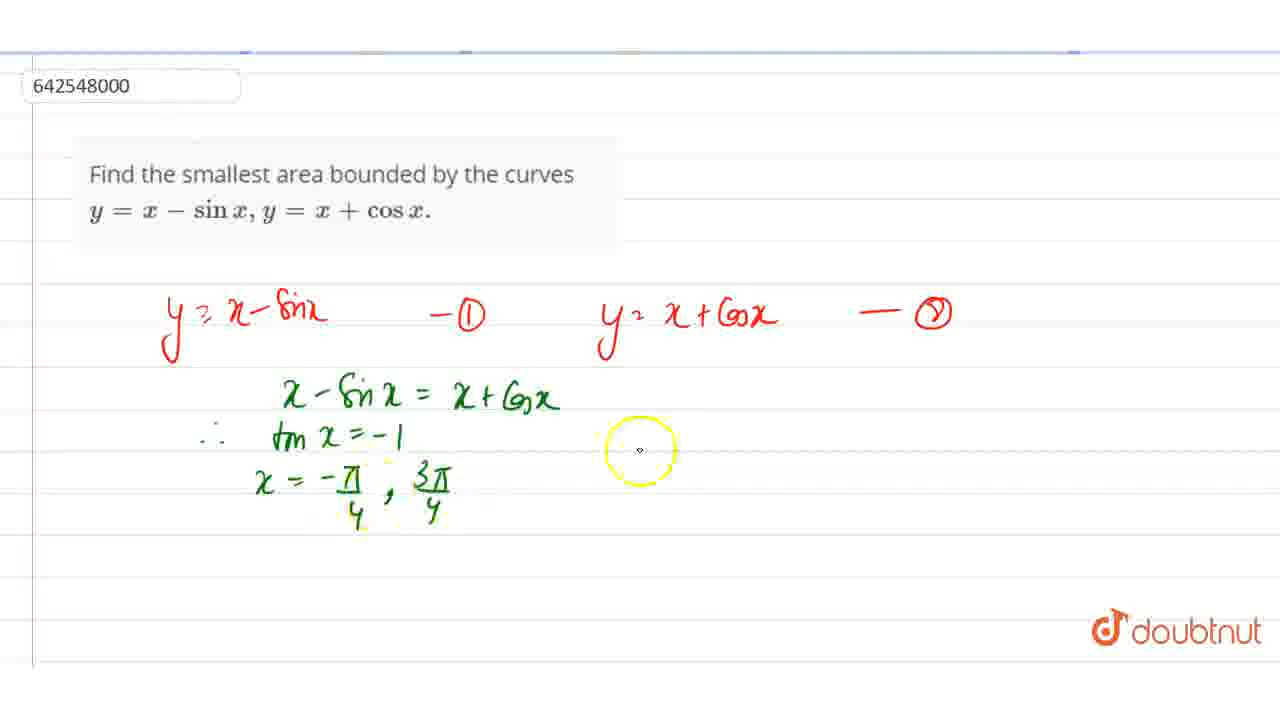 642548000
Find the smallest area bounded by the curves
y = x − sin x, y = x + cos x.
y = x - Sinx - ① y = x + Cosx — ②
x - Sin x = x + Cosx
∴ tan x = -1
x = -π/4 , 3π/4
doubtnut